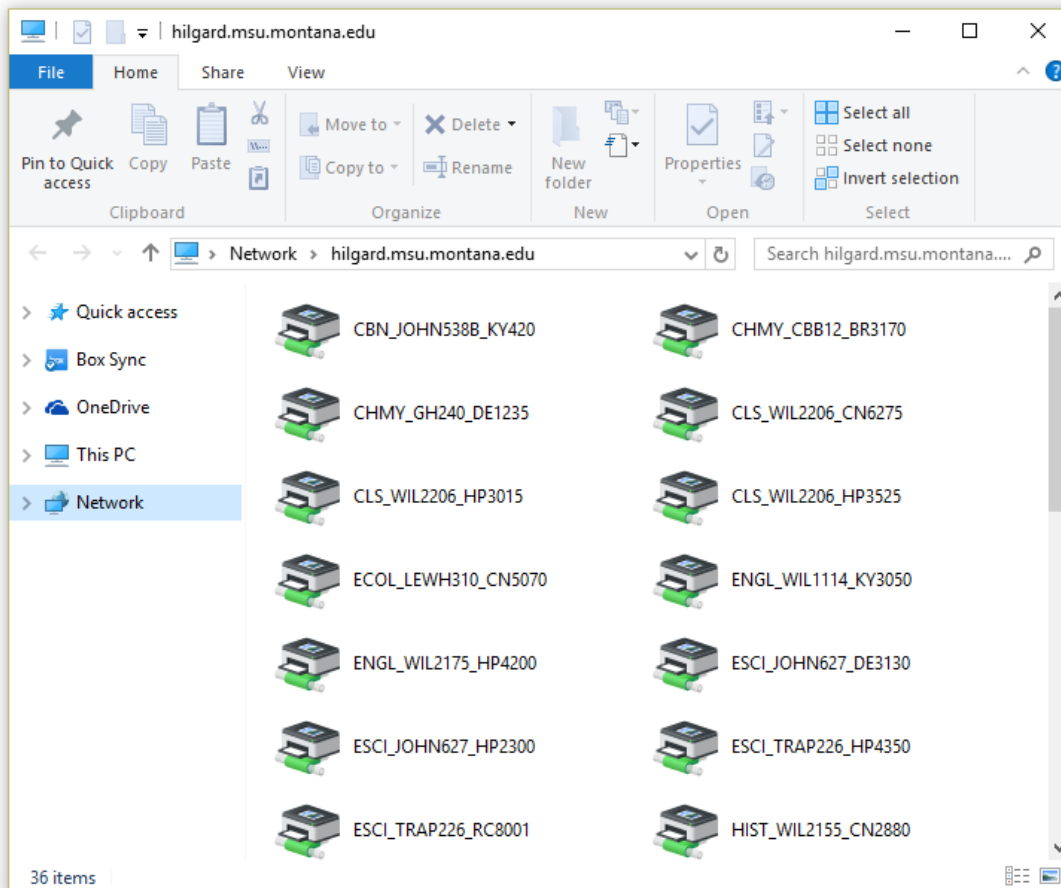 hilgard.msu.montana.edu
File Home Share View
Pin to Quick access
Copy
Paste
Move to
Copy to
Delete
Rename
New folder
Properties
Select all
Select none
Invert selection
Clipboard Organize New Open Select
Network > hilgard.msu.montana.edu
Search hilgard.msu.montana....
Quick access
Box Sync
OneDrive
This PC
Network
CBN_JOHN538B_KY420 CHMY_CBB12_BR3170
CHMY_GH240_DE1235 CLS_WIL2206_CN6275
CLS_WIL2206_HP3015 CLS_WIL2206_HP3525
ECOL_LEWH310_CN5070 ENGL_WIL1114_KY3050
ENGL_WIL2175_HP4200 ESCI_JOHN627_DE3130
ESCI_JOHN627_HP2300 ESCI_TRAP226_HP4350
ESCI_TRAP226_RC8001 HIST_WIL2155_CN2880
36 items